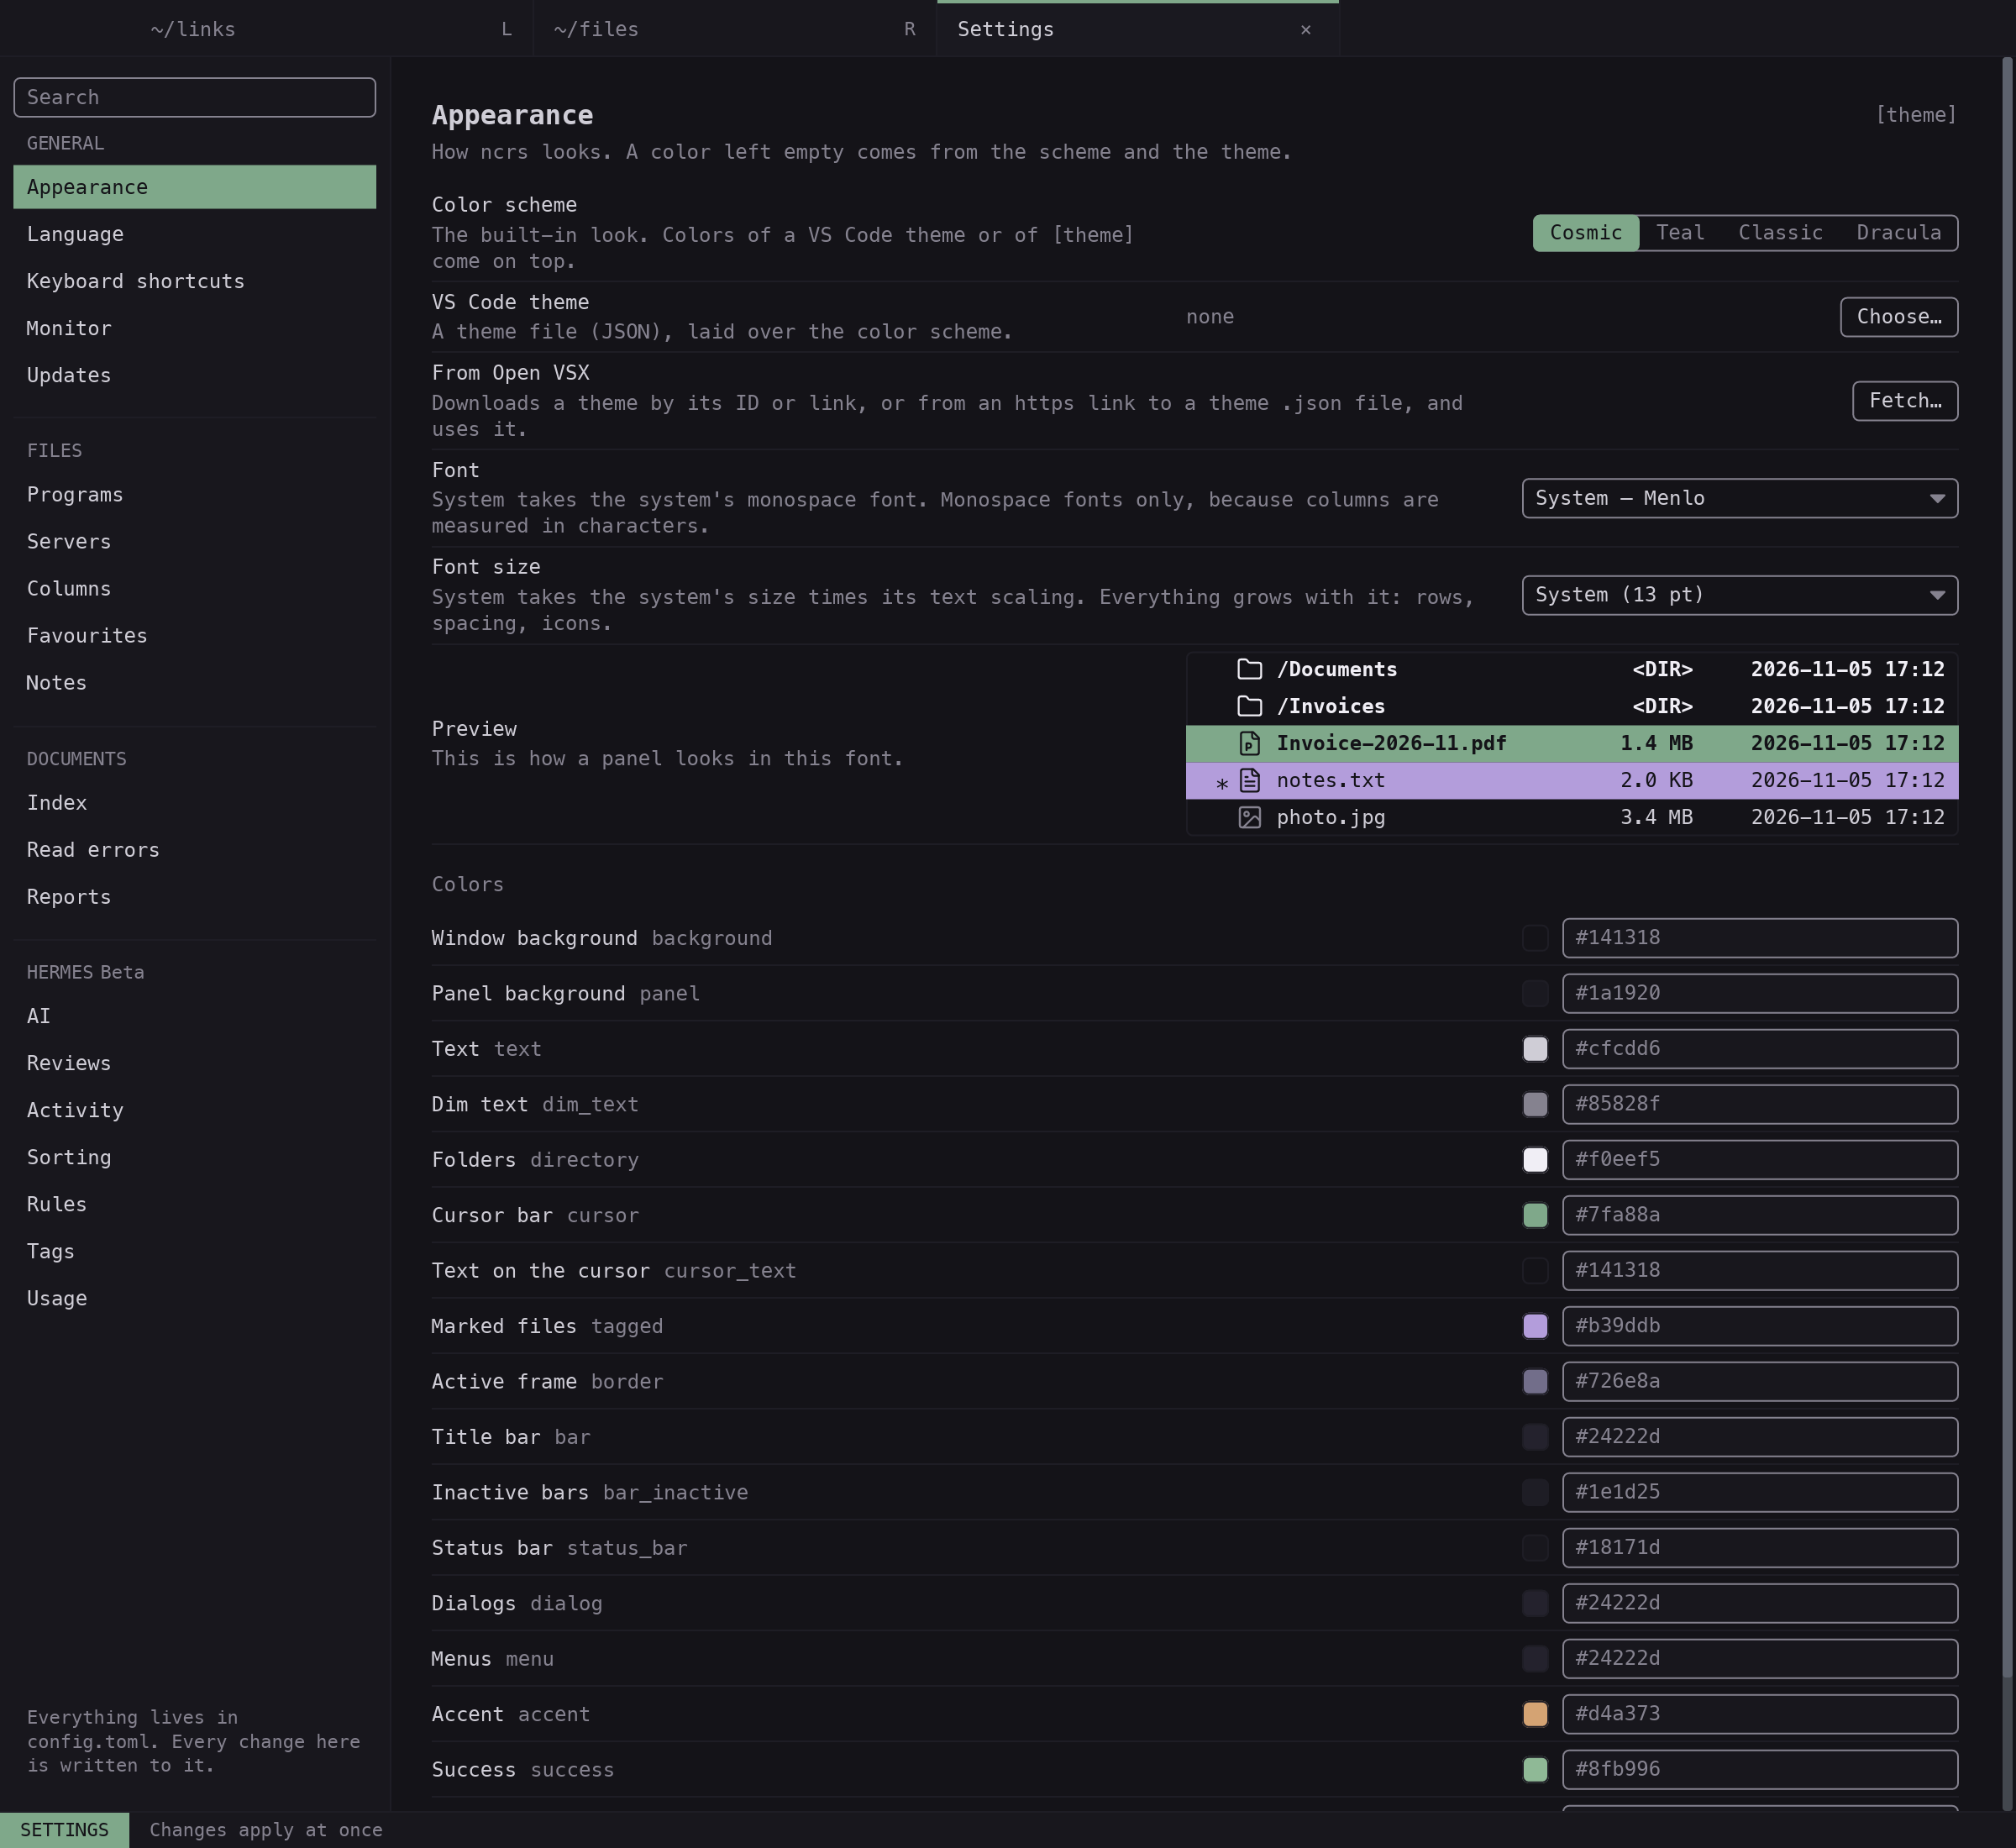 ~/links L ~/files R Settings ×
Search
GENERAL
Appearance
Language
Keyboard shortcuts
Monitor
Updates
FILES
Programs
Servers
Columns
Favourites
Notes
DOCUMENTS
Index
Read errors
Reports
HERMES Beta
AI
Reviews
Activity
Sorting
Rules
Tags
Usage
Everything lives in
config.toml. Every change here
is written to it.
Appearance [theme]
How ncrs looks. A color left empty comes from the scheme and the theme.
Color scheme
The built-in look. Colors of a VS Code theme or of [theme]
come on top.
Cosmic Teal Classic Dracula
VS Code theme
A theme file (JSON), laid over the color scheme.
none Choose…
From Open VSX
Downloads a theme by its ID or link, or from an https link to a theme .json file, and
uses it.
Fetch…
Font
System takes the system's monospace font. Monospace fonts only, because columns are
measured in characters.
System — Menlo
Font size
System takes the system's size times its text scaling. Everything grows with it: rows,
spacing, icons.
System (13 pt)
Preview
This is how a panel looks in this font.
/Documents <DIR> 2026-11-05 17:12
/Invoices <DIR> 2026-11-05 17:12
Invoice-2026-11.pdf 1.4 MB 2026-11-05 17:12
* notes.txt 2.0 KB 2026-11-05 17:12
photo.jpg 3.4 MB 2026-11-05 17:12
Colors
Window background background #141318
Panel background panel #1a1920
Text text #cfcdd6
Dim text dim_text #85828f
Folders directory #f0eef5
Cursor bar cursor #7fa88a
Text on the cursor cursor_text #141318
Marked files tagged #b39ddb
Active frame border #726e8a
Title bar bar #24222d
Inactive bars bar_inactive #1e1d25
Status bar status_bar #18171d
Dialogs dialog #24222d
Menus menu #24222d
Accent accent #d4a373
Success success #8fb996
SETTINGS Changes apply at once